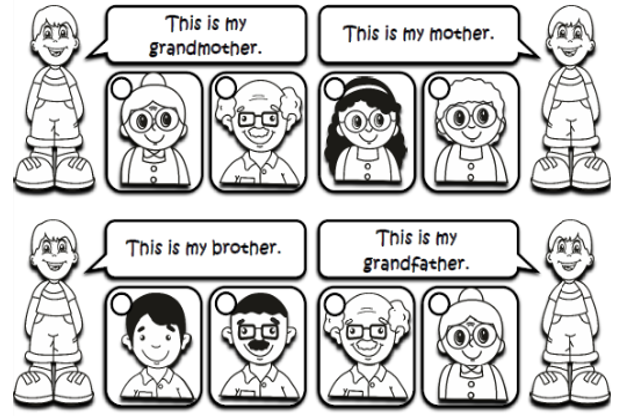 This is my
grandmother.
This is my mother.
This is my brother.
This is my
grandfather.